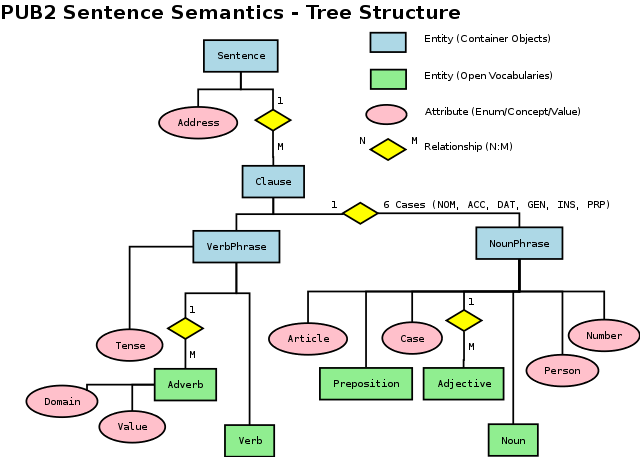 PUB2 Sentence Semantics - Tree Structure
Sentence
Entity (Container Objects)
Entity (Open Vocabularies)
Address
1
Attribute (Enum/Concept/Value)
N
M
Relationship (N:M)
M
Clause
1
6 Cases (NOM, ACC, DAT, GEN, INS, PRP)
VerbPhrase
NounPhrase
1
1
Tense
Article
Case
Number
M
M
Adverb
Preposition
Adjective
Person
Domain
Value
Verb
Noun